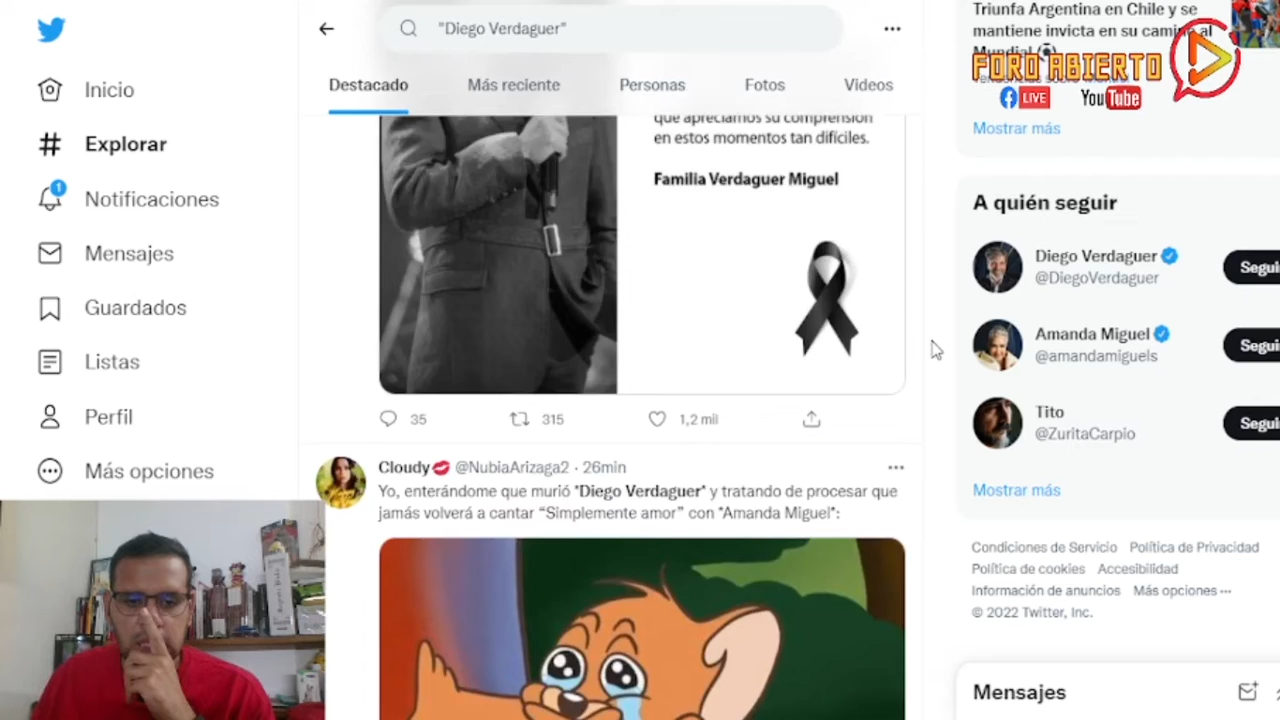 Inicio
Explorar
1
Notificaciones
Mensajes
Guardados
Listas
Perfil
Más opciones
"Diego Verdaguer"
Destacado
Más reciente
Personas
Fotos
Videos
que apreciamos su comprensión
en estos momentos tan difíciles.
Familia Verdaguer Miguel
35
315
1,2 mil
Cloudy💋 @NubiaArizaga2 · 26min
Yo, enterándome que murió "Diego Verdaguer" y tratando de procesar que
jamás volverá a cantar “Simplemente amor” con "Amanda Miguel":
Triunfa Argentina en Chile y se
mantiene invicta en su camino al
Mundial ⚽
FORO ABIERTO
LIVE
YouTube
Mostrar más
A quién seguir
Diego Verdaguer
@DiegoVerdaguer
Segui
Amanda Miguel
@amandamiguels
Segui
Tito
@ZuritaCarpio
Segui
Mostrar más
Condiciones de Servicio Política de Privacidad
Política de cookies Accesibilidad
Información de anuncios Más opciones ···
© 2022 Twitter, Inc.
Mensajes